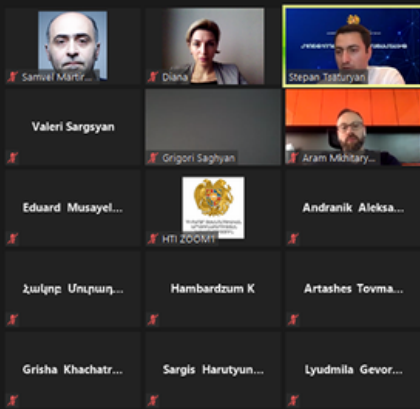 Samvel Martir...
Diana
Stepan Tsaturyan
Valeri Sargsyan
Grigori Saghyan
Aram Mkhitary...
Eduard Musayel...
HTI ZOOM1
Andranik Aleksa...
Հակոբ Մուրադ...
Hambardzum K
Artashes Tovma...
Grisha Khachatr...
Sargis Harutyun...
Lyudmila Gevor...